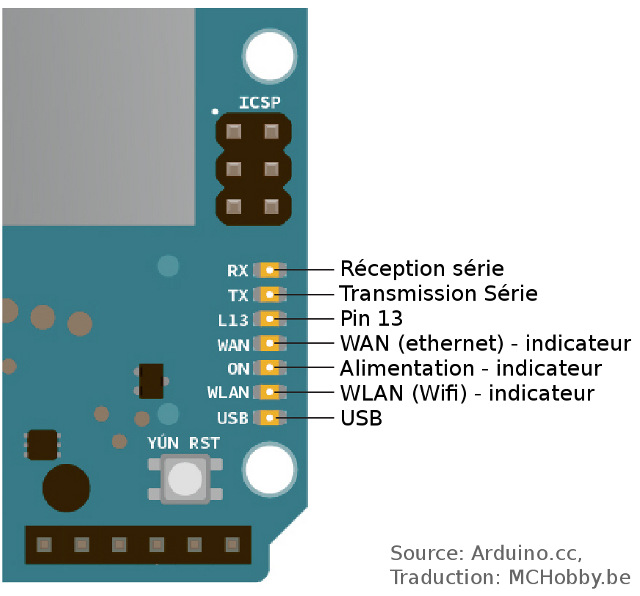 ICSP
RX Réception série
TX Transmission Série
L13 Pin 13
WAN WAN (ethernet) - indicateur
ON Alimentation - indicateur
WLAN WLAN (Wifi) - indicateur
USB USB
YÚN RST
Source: Arduino.cc,
Traduction: MCHobby.be